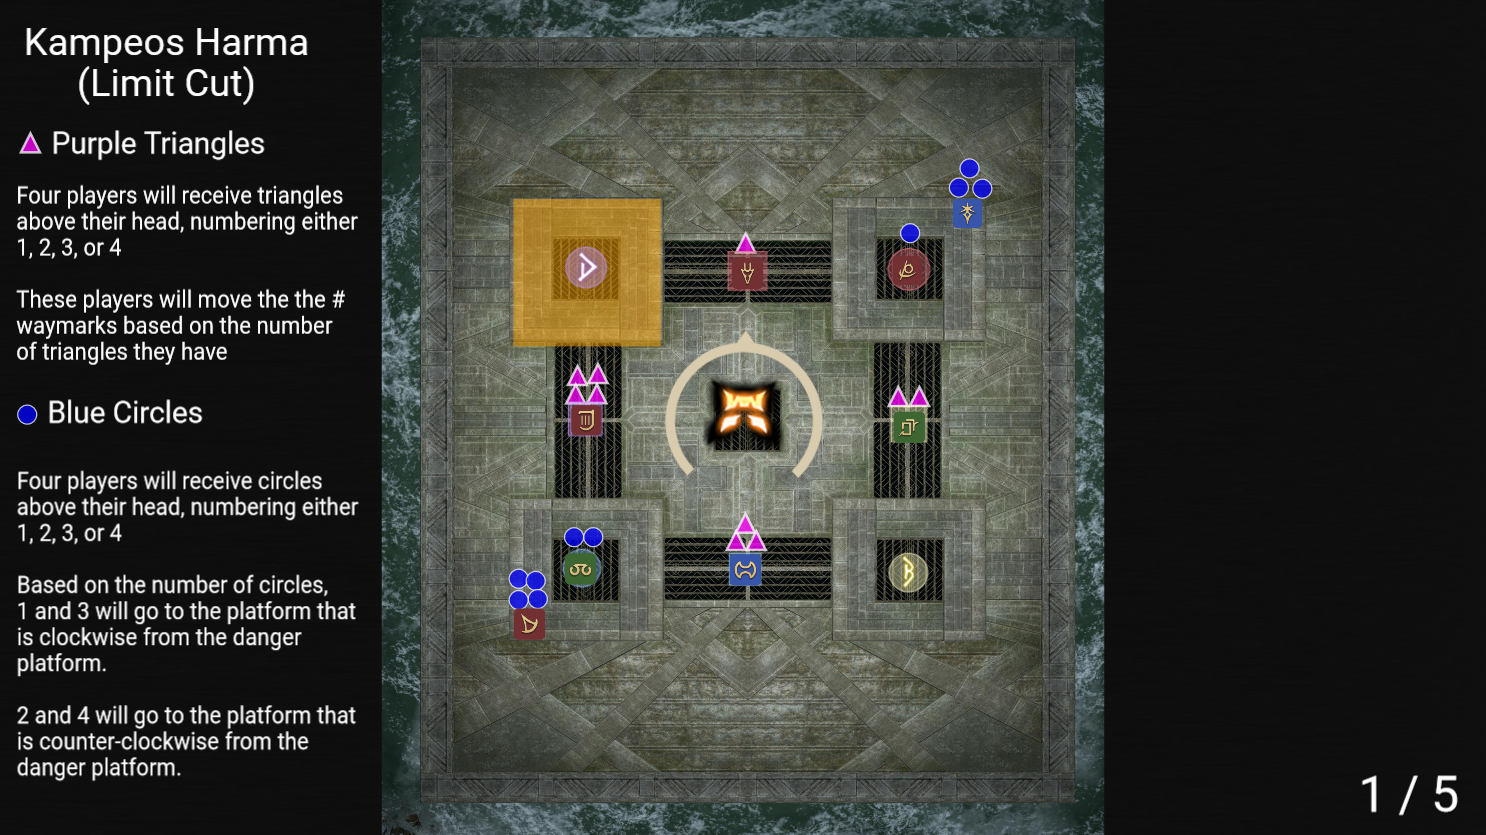 Kampeos Harma
(Limit Cut)
Purple Triangles
Four players will receive triangles
above their head, numbering either
1, 2, 3, or 4
These players will move the the #
waymarks based on the number
of triangles they have
Blue Circles
Four players will receive circles
above their head, numbering either
1, 2, 3, or 4
Based on the number of circles,
1 and 3 will go to the platform that
is clockwise from the danger
platform.
2 and 4 will go to the platform that
is counter-clockwise from the
danger platform.
1 / 5